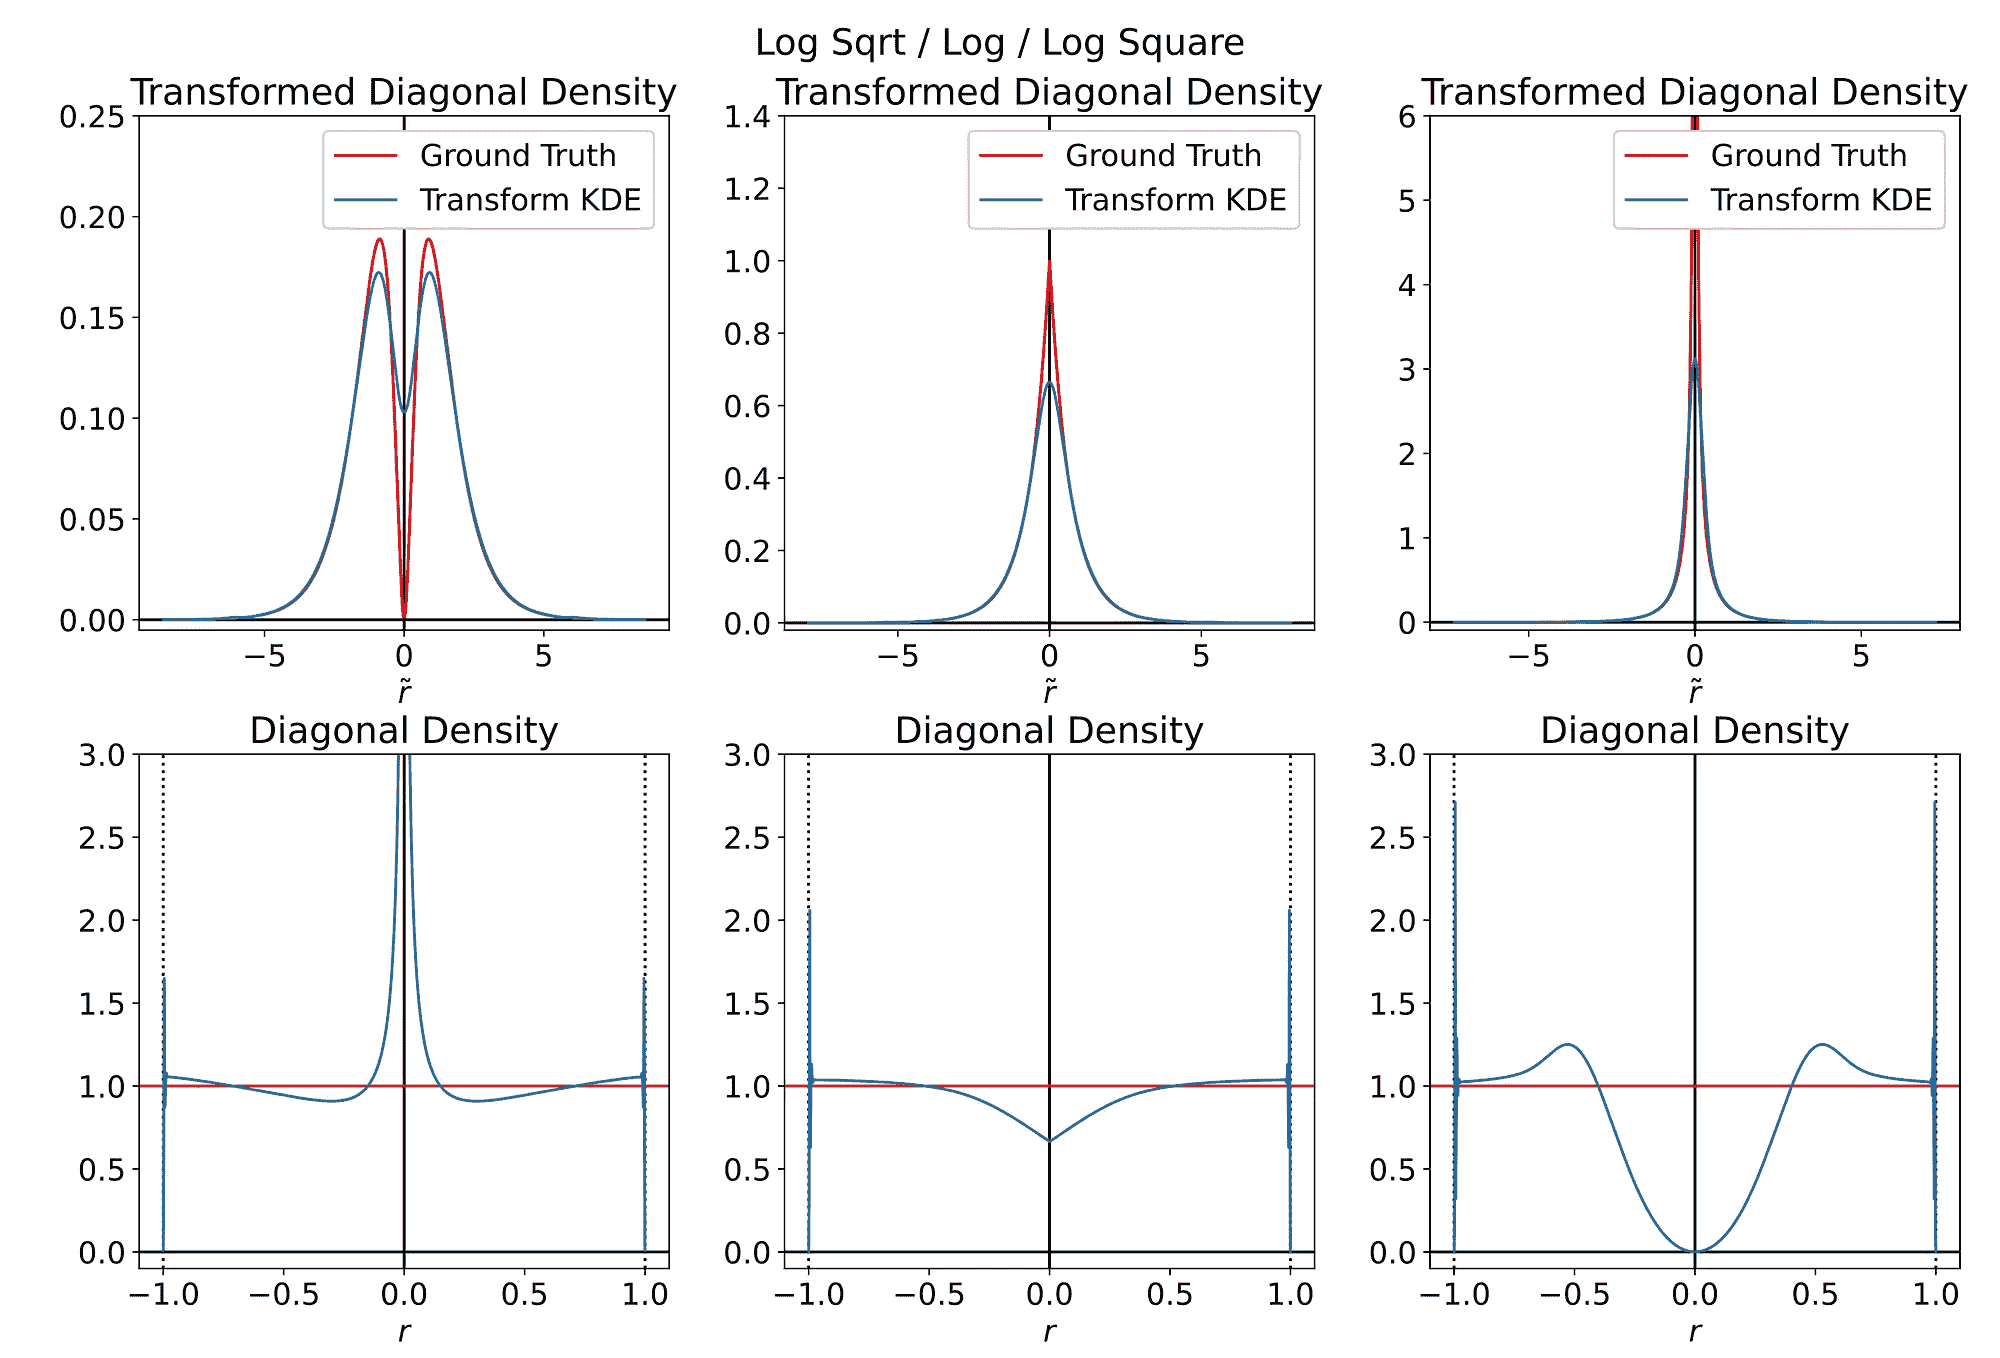 Log Sqrt / Log / Log Square
Transformed Diagonal Density
0.25
0.20
0.15
0.10
0.05
0.00
Ground Truth
Transform KDE
−5 0 5
r̃
Transformed Diagonal Density
1.4
1.2
1.0
0.8
0.6
0.4
0.2
0.0
Ground Truth
Transform KDE
−5 0 5
r̃
Transformed Diagonal Density
6
5
4
3
2
1
0
Ground Truth
Transform KDE
−5 0 5
r̃
Diagonal Density
3.0
2.5
2.0
1.5
1.0
0.5
0.0
−1.0 −0.5 0.0 0.5 1.0
r
Diagonal Density
3.0
2.5
2.0
1.5
1.0
0.5
0.0
−1.0 −0.5 0.0 0.5 1.0
r
Diagonal Density
3.0
2.5
2.0
1.5
1.0
0.5
0.0
−1.0 −0.5 0.0 0.5 1.0
r